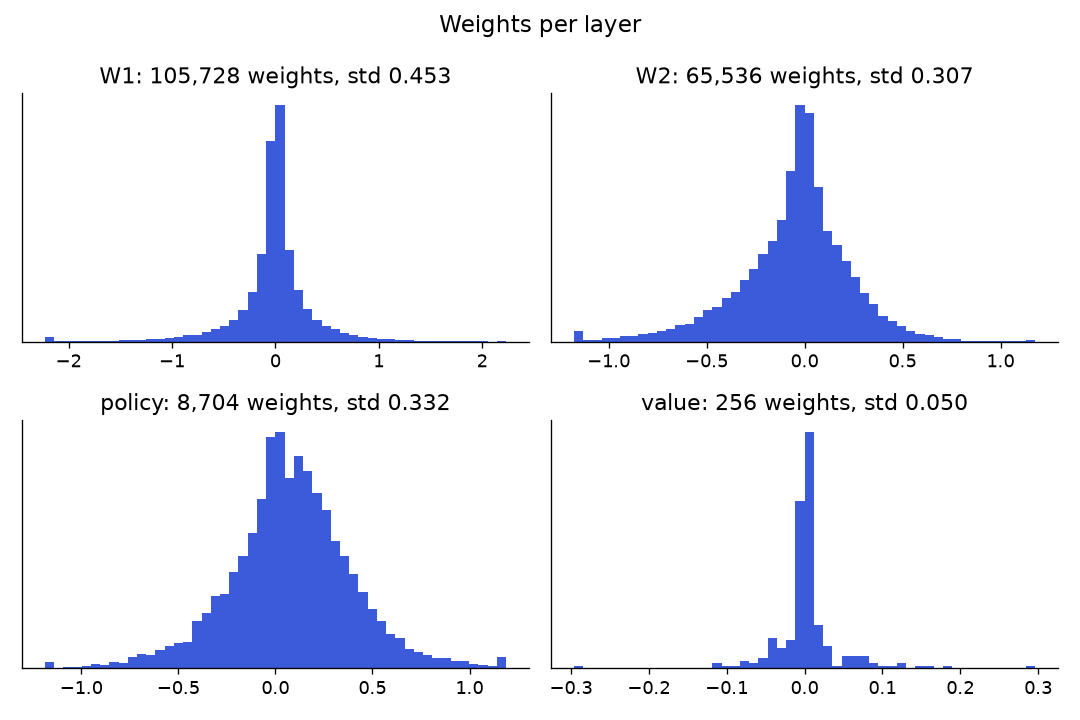 Weights per layer
W1: 105,728 weights, std 0.453
W2: 65,536 weights, std 0.307
−2 −1 0 1 2
−1.0 −0.5 0.0 0.5 1.0
policy: 8,704 weights, std 0.332
value: 256 weights, std 0.050
−1.0 −0.5 0.0 0.5 1.0
−0.3 −0.2 −0.1 0.0 0.1 0.2 0.3